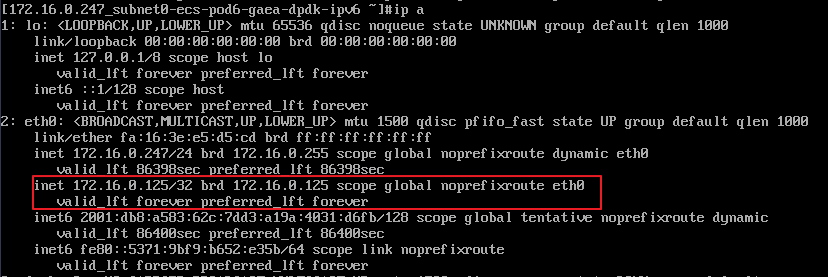 [172.16.0.247_subnet0-ecs-pod6-gaea-dpdk-ipv6 ~]#ip a
1: lo: <LOOPBACK,UP,LOWER_UP> mtu 65536 qdisc noqueue state UNKNOWN group default qlen 1000
link/loopback 00:00:00:00:00:00 brd 00:00:00:00:00:00
inet 127.0.0.1/8 scope host lo
valid_lft forever preferred_lft forever
inet6 ::1/128 scope host
valid_lft forever preferred_lft forever
2: eth0: <BROADCAST,MULTICAST,UP,LOWER_UP> mtu 1500 qdisc pfifo_fast state UP group default qlen 1000
link/ether fa:16:3e:e5:d5:cd brd ff:ff:ff:ff:ff:ff
inet 172.16.0.247/24 brd 172.16.0.255 scope global noprefixroute dynamic eth0
valid_lft 86398sec preferred_lft 86398sec
inet 172.16.0.125/32 brd 172.16.0.125 scope global noprefixroute eth0
valid_lft forever preferred_lft forever
inet6 2001:db8:a583:62c:7dd3:a19a:4031:d6fb/128 scope global tentative noprefixroute dynamic
valid_lft 86400sec preferred_lft 86400sec
inet6 fe80::5371:9bf9:b652:e35b/64 scope link noprefixroute
valid_lft forever preferred_lft forever